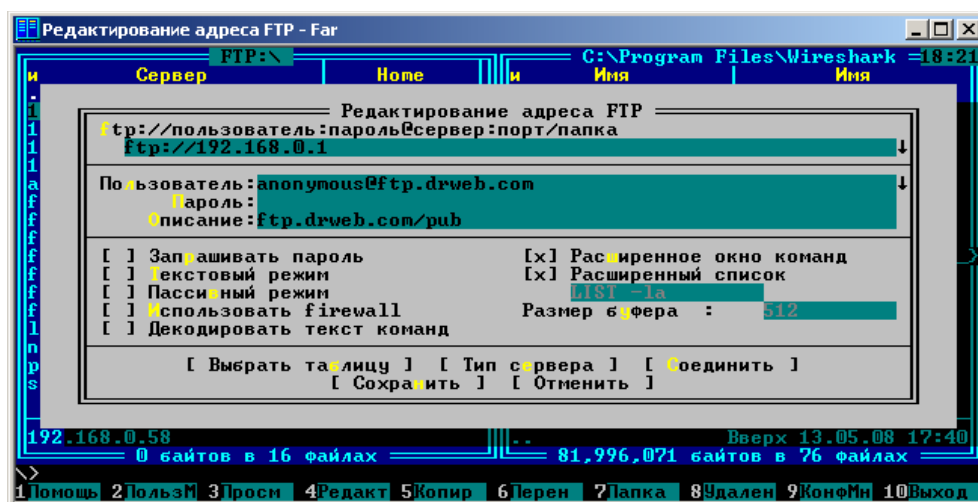 Редактирование адреса FTP - Far
FTP:\ C:\Program Files\Wireshark 18:21
и Сервер Home и Имя Имя
Редактирование адреса FTP
ftp://пользователь:пароль@сервер:порт/папка
ftp://192.168.0.1
Пользователь:anonymous@ftp.drweb.com
Пароль:
Описание:ftp.drweb.com/pub
[ ] Запрашивать пароль [x] Расширенное окно команд
[ ] Текстовый режим [x] Расширенный список
[ ] Пассивный режим LIST -la
[ ] Использовать firewall Размер буфера : 512
[ ] Декодировать текст команд
[ Выбрать таблицу ] [ Тип сервера ] [ Соединить ]
[ Сохранить ] [ Отменить ]
192.168.0.58 .. Вверх 13.05.08 17:40
0 байтов в 16 файлах 81,996,071 байтов в 76 файлах
\>
1Помощь 2ПользМ 3Просм 4Редакт 5Копир 6Перен 7Папка 8Удален 9КонфМн 10Выход